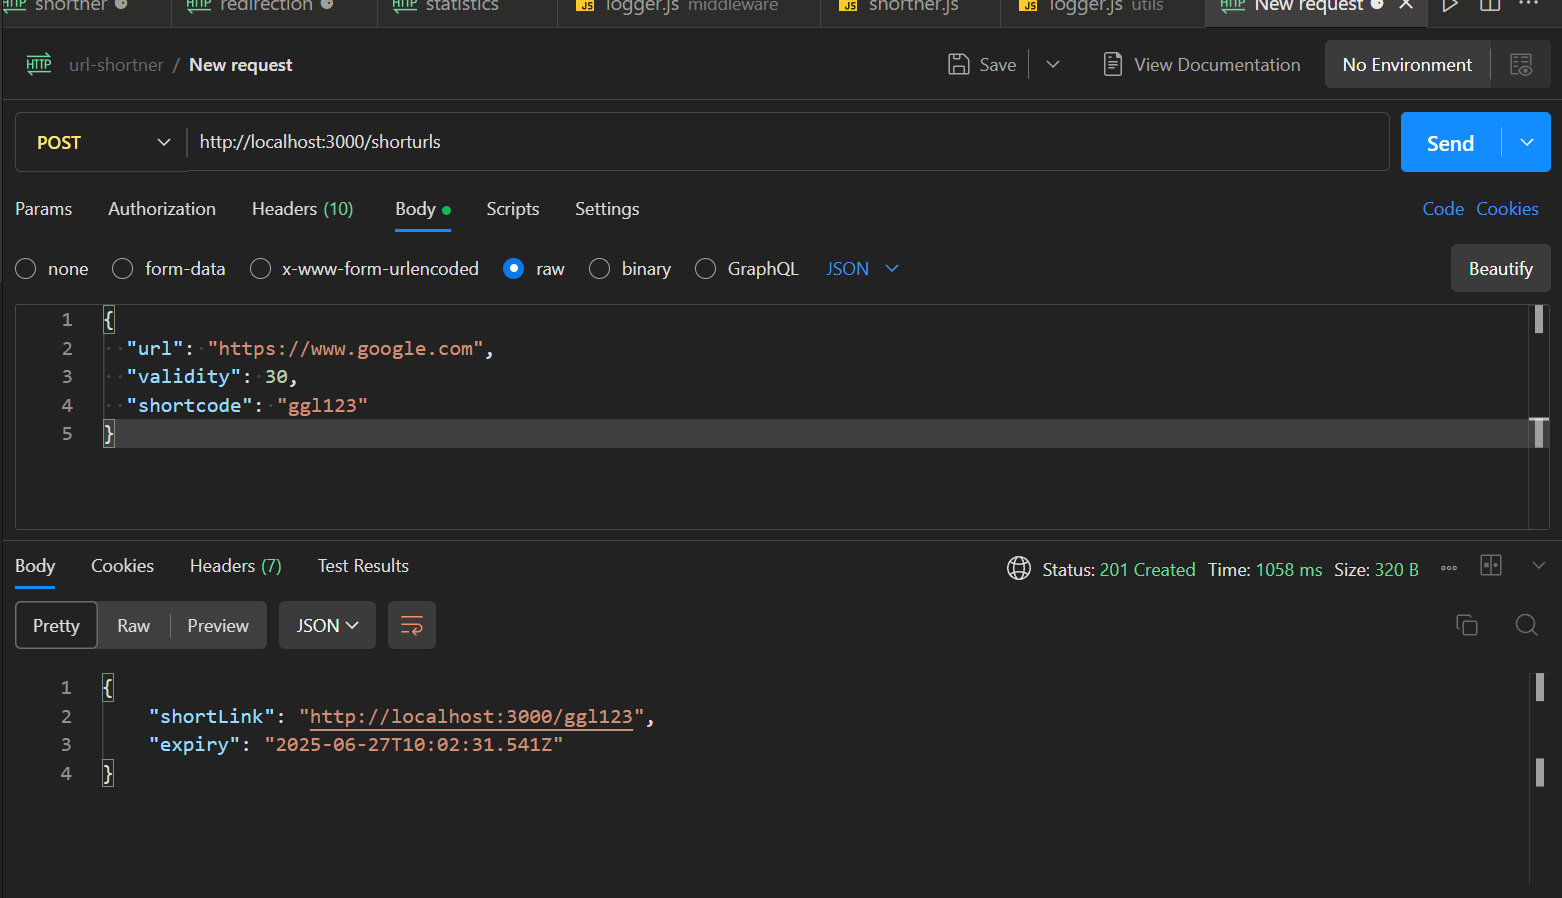 HTTP shortner HTTP redirection HTTP statistics JS logger.js middleware JS shortner.js JS logger.js utils HTTP New request
HTTP url-shortner / New request Save View Documentation No Environment
POST http://localhost:3000/shorturls Send
Params Authorization Headers (10) Body Scripts Settings Code Cookies
none form-data x-www-form-urlencoded raw binary GraphQL JSON Beautify
1 {
2 "url": "https://www.google.com",
3 "validity": 30,
4 "shortcode": "ggl123"
5 }
Body Cookies Headers (7) Test Results Status: 201 Created Time: 1058 ms Size: 320 B
Pretty Raw Preview JSON
1 {
2 "shortLink": "http://localhost:3000/ggl123",
3 "expiry": "2025-06-27T10:02:31.541Z"
4 }